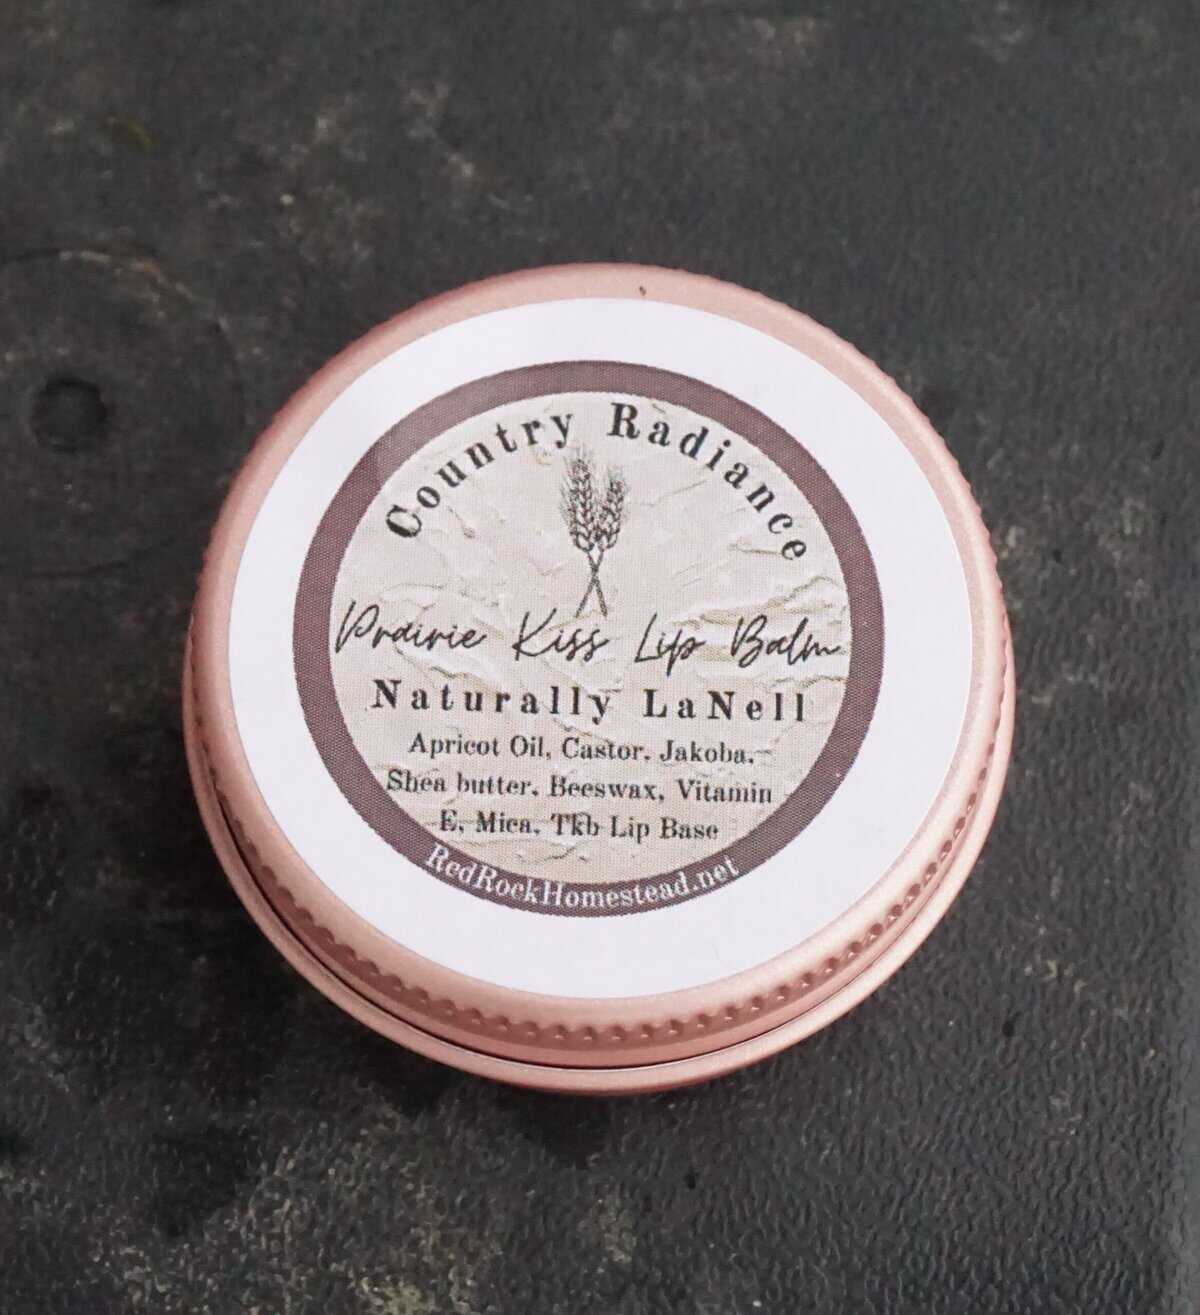 Country Radiance
Prairie Kiss Lip Balm
Naturally LaNell
Apricot Oil, Castor, Jakoba,
Shea butter, Beeswax, Vitamin
E, Mica, Tkb Lip Base
RedRockHomestead.net